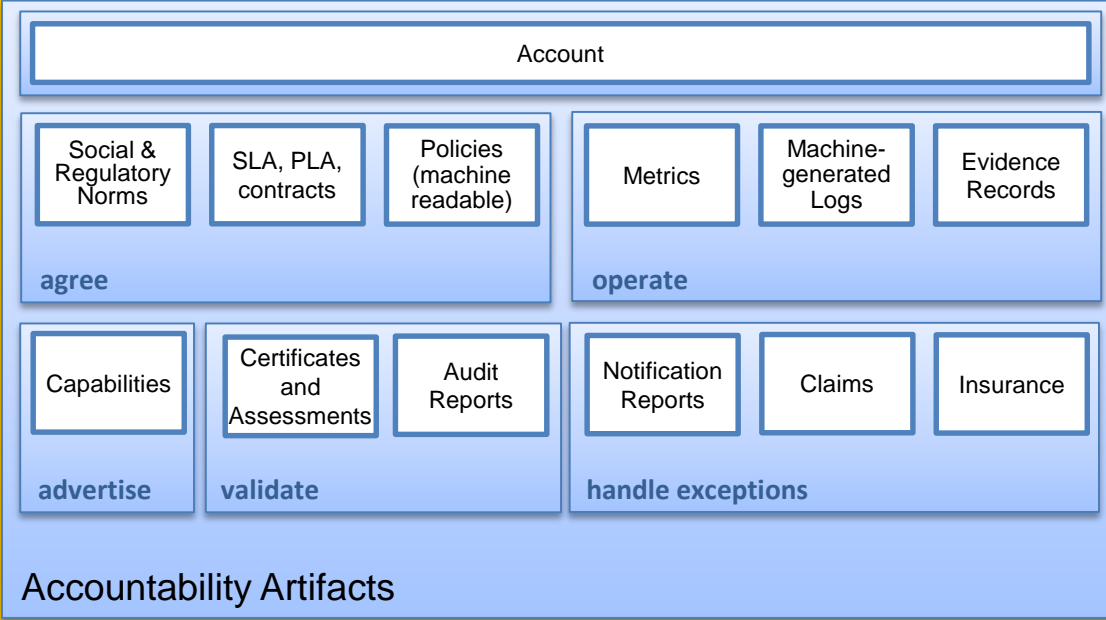 Account
Social &
Regulatory
Norms
SLA, PLA,
contracts
Policies
(machine
readable)
agree
Metrics
Machine-
generated
Logs
Evidence
Records
operate
Capabilities
advertise
Certificates
and
Assessments
Audit
Reports
validate
Notification
Reports
Claims
Insurance
handle exceptions
Accountability Artifacts